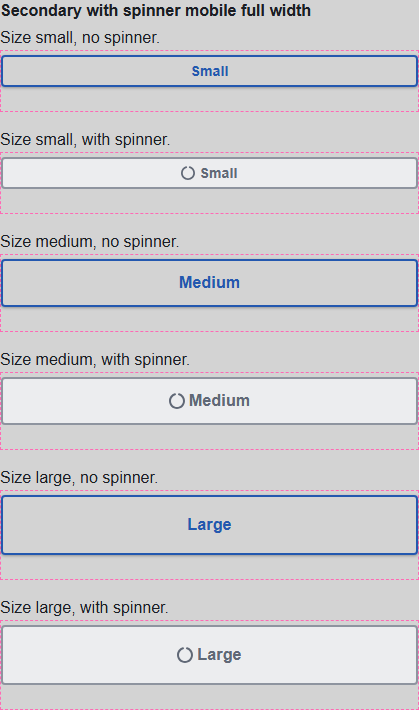 Secondary with spinner mobile full width
Size small, no spinner.
Small
Size small, with spinner.
Small
Size medium, no spinner.
Medium
Size medium, with spinner.
Medium
Size large, no spinner.
Large
Size large, with spinner.
Large